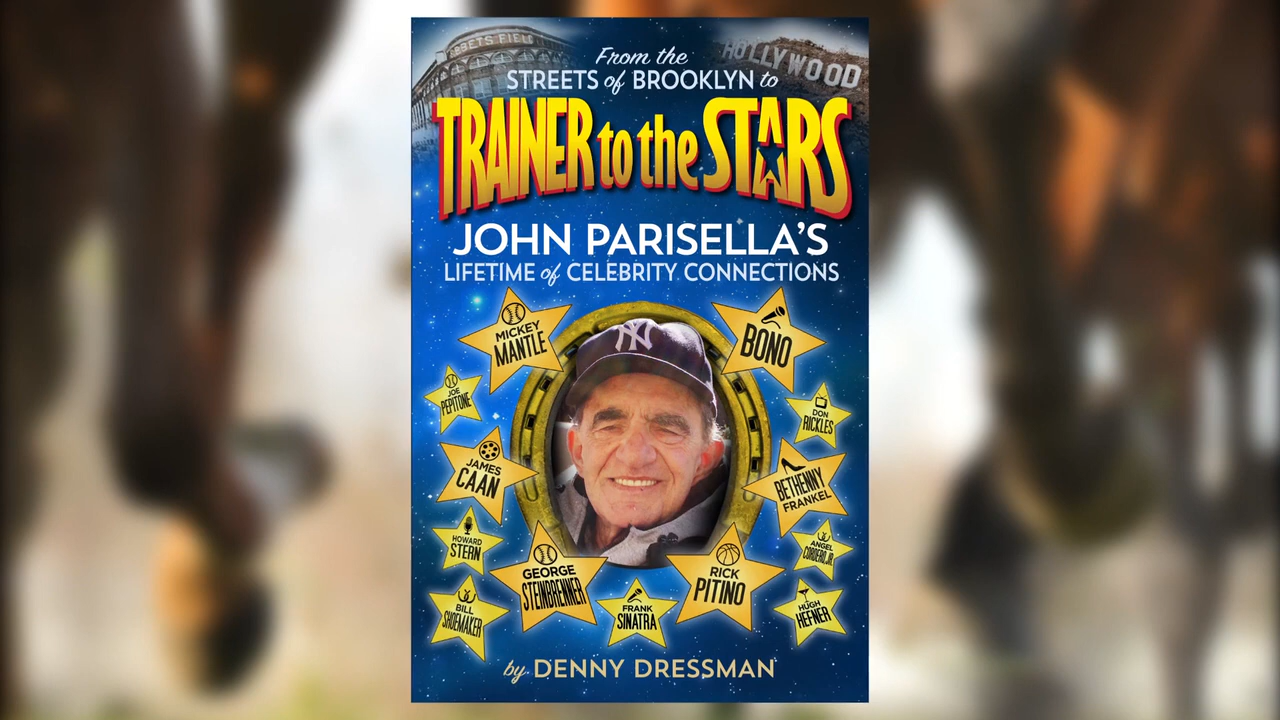 EBBETS FIELD
HOLLYWOOD
From the
STREETS of BROOKLYN to
TRAINER to the STARS
JOHN PARISELLA'S
LIFETIME of CELEBRITY CONNECTIONS
MICKEY
MANTLE
BONO
JOE
PEPITONE
DON
RICKLES
JAMES
CAAN
BETHENNY
FRANKEL
HOWARD
STERN
ANGEL
CORDERO, JR.
GEORGE
STEINBRENNER
RICK
PITINO
BILL
SHOEMAKER
FRANK
SINATRA
HUGH
HEFNER
NY
by DENNY DRESSMAN